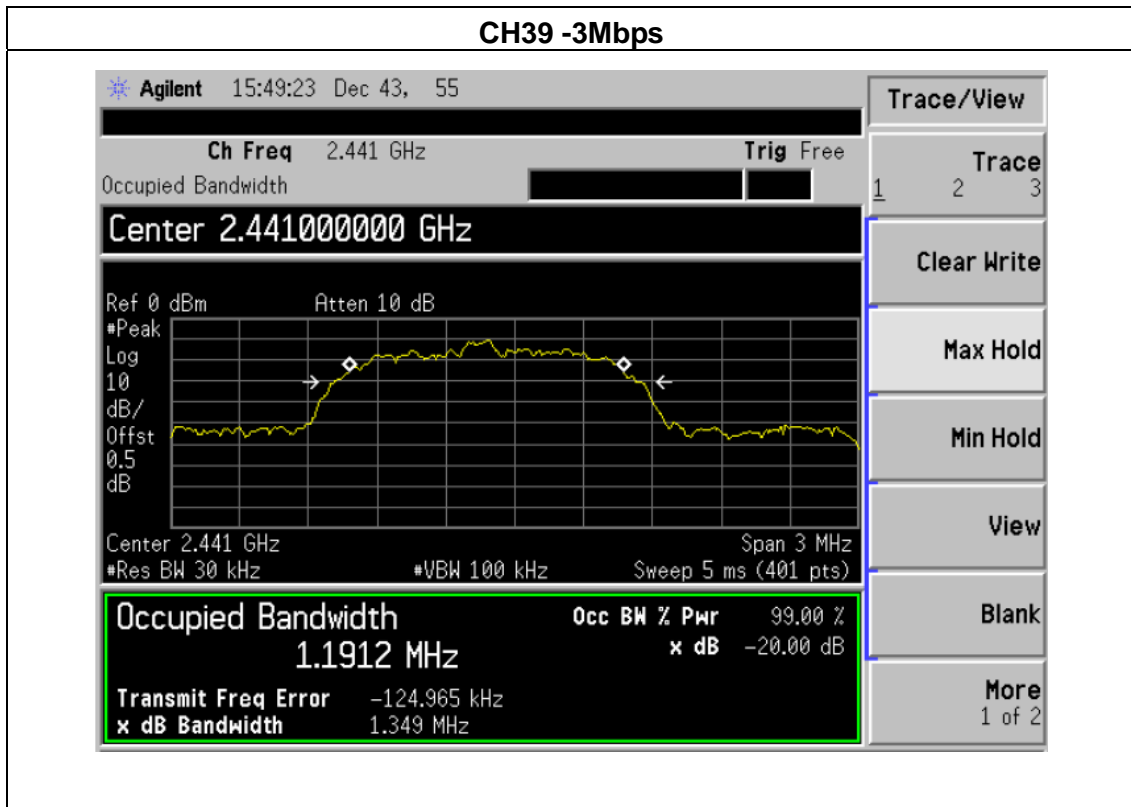 CH39 -3Mbps
Agilent 15:49:23 Dec 43, 55
Trace/View
Ch Freq 2.441 GHz Trig Free
Occupied Bandwidth
Trace
1 2 3
Center 2.441000000 GHz
Clear Write
Ref 0 dBm Atten 10 dB
#Peak
Log
10
dB/
Offst
0.5
dB
Max Hold
Min Hold
View
Center 2.441 GHz Span 3 MHz
#Res BW 30 kHz #VBW 100 kHz Sweep 5 ms (401 pts)
Occupied Bandwidth Occ BW % Pwr 99.00 %
1.1912 MHz x dB -20.00 dB
Blank
Transmit Freq Error -124.965 kHz
x dB Bandwidth 1.349 MHz
More
1 of 2